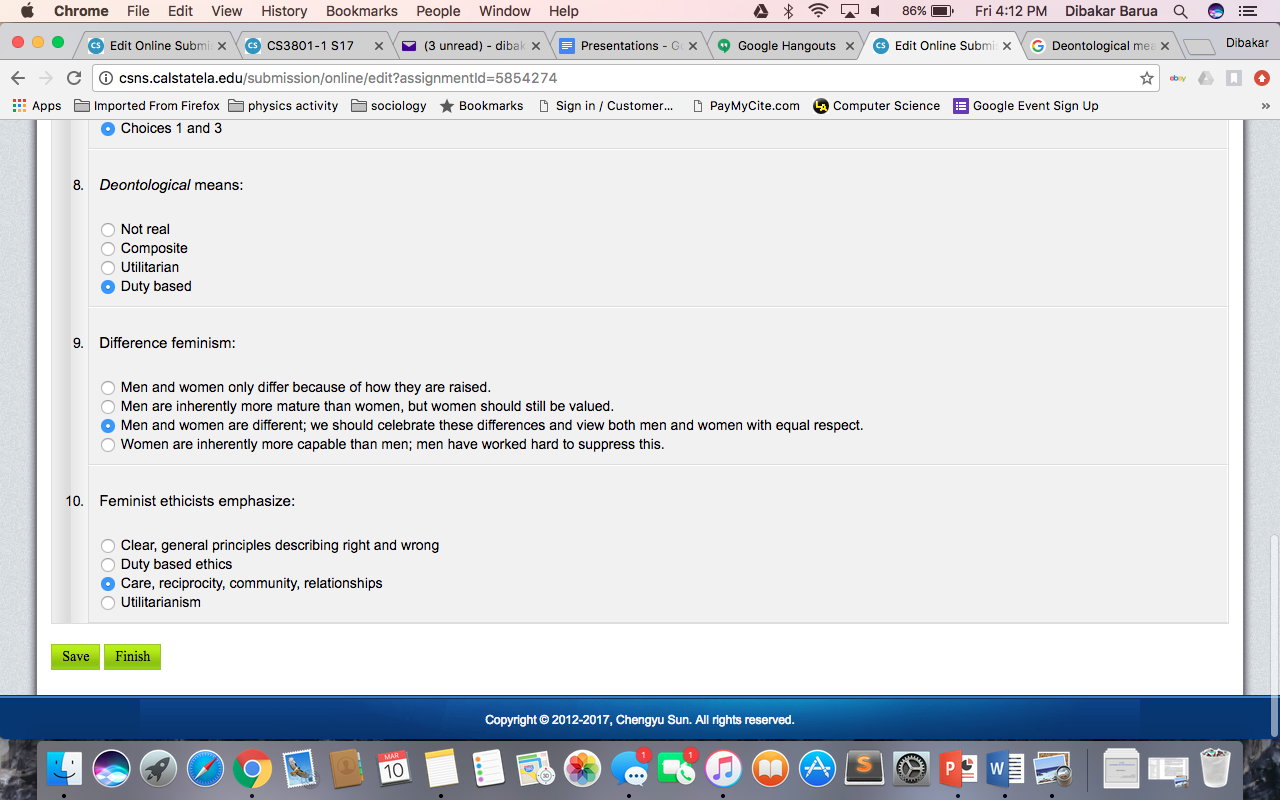 Chrome File Edit View History Bookmarks People Window Help 86% Fri 4:12 PM Dibakar Barua
Edit Online Submi CS3801-1 S17 (3 unread) - dibak Presentations - G Google Hangouts Edit Online Submi Deontological mea Dibakar
csns.calstatela.edu/submission/online/edit?assignmentId=5854274
ebay
Apps Imported From Firefox physics activity sociology Bookmarks Sign in / Customer... PayMyCite.com Computer Science Google Event Sign Up »
Choices 1 and 3
8. Deontological means:
Not real
Composite
Utilitarian
Duty based
9. Difference feminism:
Men and women only differ because of how they are raised.
Men are inherently more mature than women, but women should still be valued.
Men and women are different; we should celebrate these differences and view both men and women with equal respect.
Women are inherently more capable than men; men have worked hard to suppress this.
10. Feminist ethicists emphasize:
Clear, general principles describing right and wrong
Duty based ethics
Care, reciprocity, community, relationships
Utilitarianism
Save Finish
Copyright © 2012-2017, Chengyu Sun. All rights reserved.
MAR
10
1 1